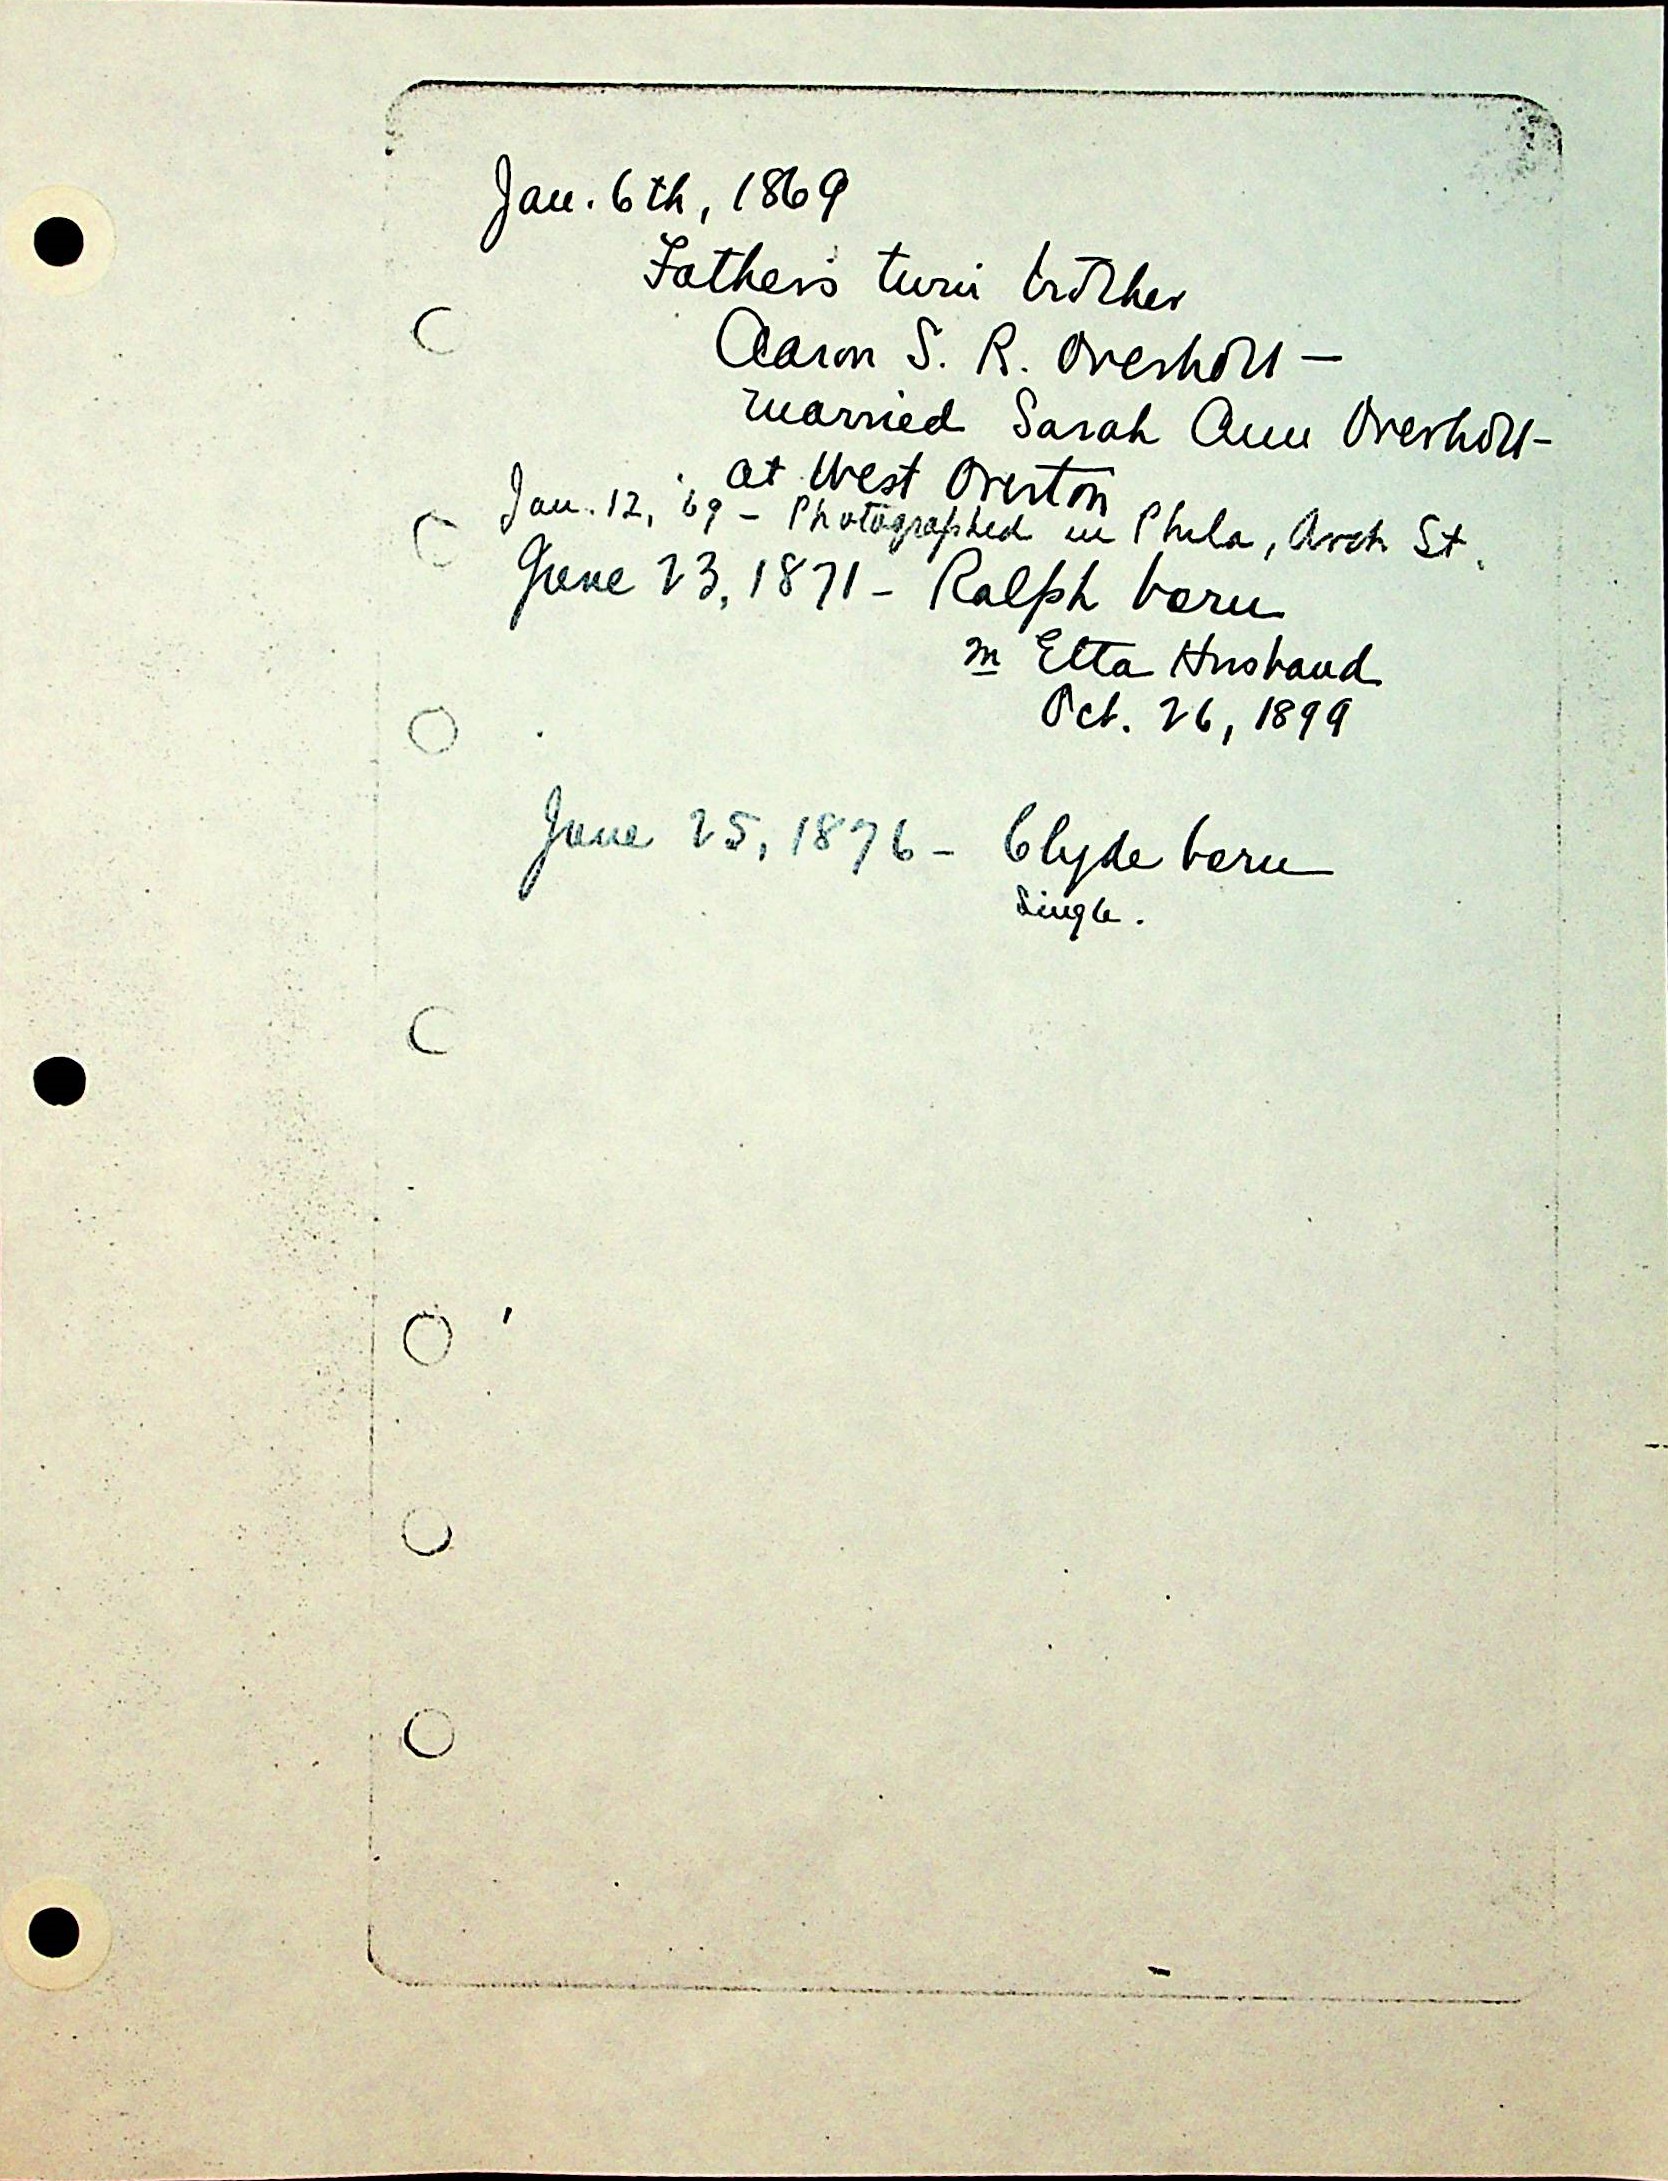 Jan. 6th, 1869
Father's twin brother
Aaron S. R. Overholt —
married Sarah Ann Overholt -
at West Overton
Jan. 12, '69 - Photographed in Phila, Arch St.
June 23, 1871 - Ralph born
m Etta Husband
Oct. 26, 1899
June 25, 1876 - Clyde born
Single.